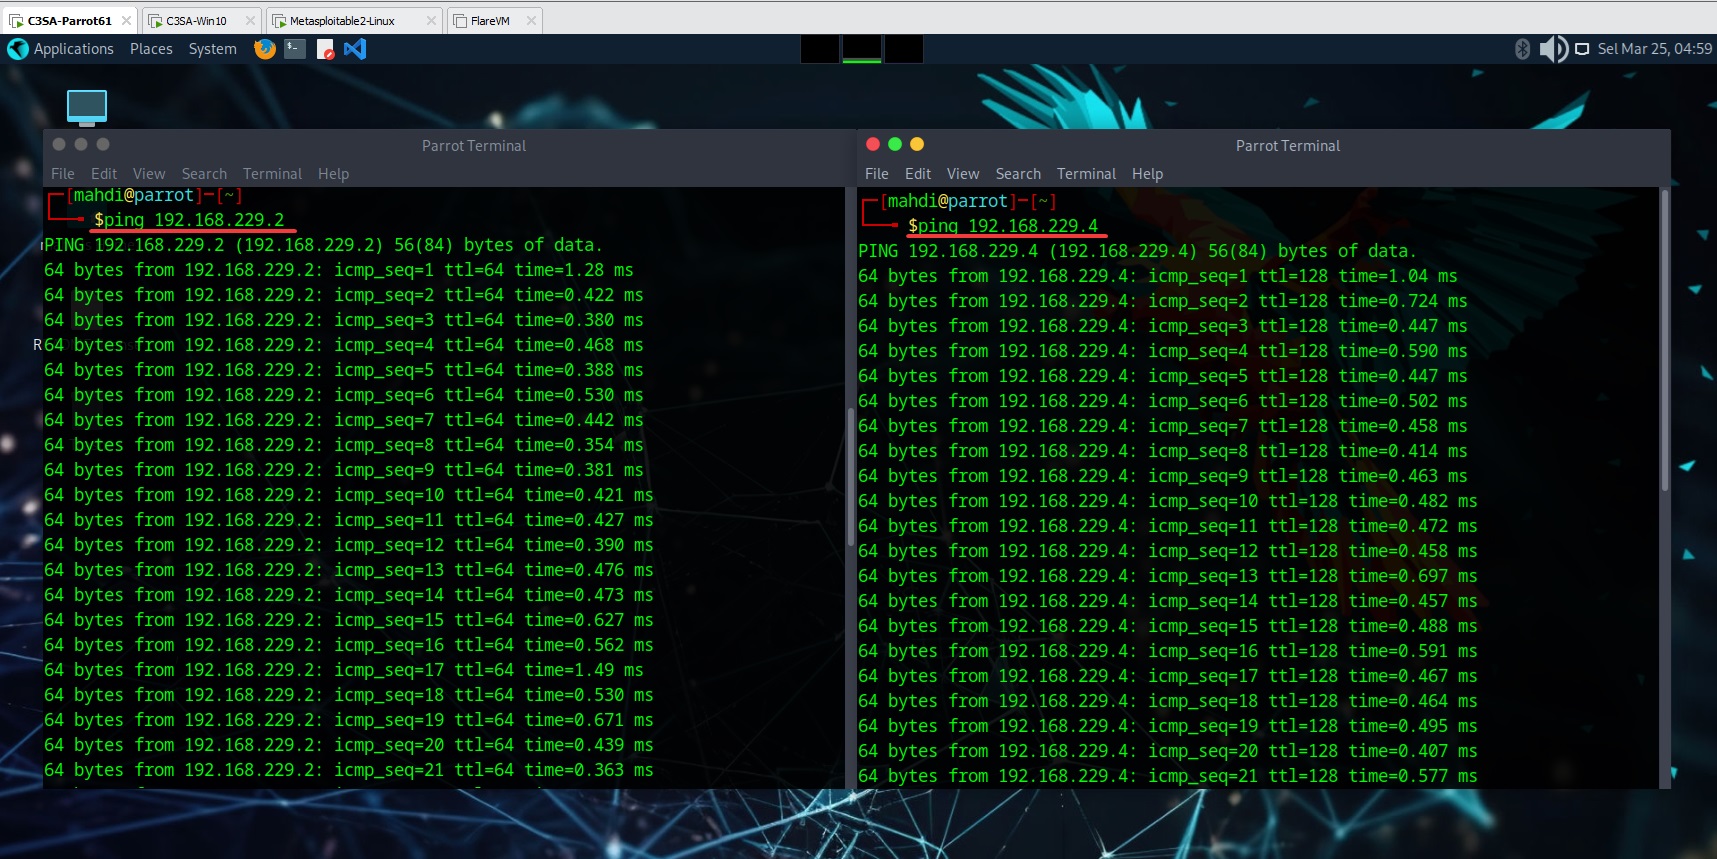 C3SA-Parrot61 C3SA-Win10 Metasploitable2-Linux FlareVM
Applications Places System Sel Mar 25, 04:59
Parrot Terminal
File Edit View Search Terminal Help
┌─[mahdi@parrot]─[~]
└──╼ $ping 192.168.229.2
PING 192.168.229.2 (192.168.229.2) 56(84) bytes of data.
64 bytes from 192.168.229.2: icmp_seq=1 ttl=64 time=1.28 ms
64 bytes from 192.168.229.2: icmp_seq=2 ttl=64 time=0.422 ms
64 bytes from 192.168.229.2: icmp_seq=3 ttl=64 time=0.380 ms
64 bytes from 192.168.229.2: icmp_seq=4 ttl=64 time=0.468 ms
64 bytes from 192.168.229.2: icmp_seq=5 ttl=64 time=0.388 ms
64 bytes from 192.168.229.2: icmp_seq=6 ttl=64 time=0.530 ms
64 bytes from 192.168.229.2: icmp_seq=7 ttl=64 time=0.442 ms
64 bytes from 192.168.229.2: icmp_seq=8 ttl=64 time=0.354 ms
64 bytes from 192.168.229.2: icmp_seq=9 ttl=64 time=0.381 ms
64 bytes from 192.168.229.2: icmp_seq=10 ttl=64 time=0.421 ms
64 bytes from 192.168.229.2: icmp_seq=11 ttl=64 time=0.427 ms
64 bytes from 192.168.229.2: icmp_seq=12 ttl=64 time=0.390 ms
64 bytes from 192.168.229.2: icmp_seq=13 ttl=64 time=0.476 ms
64 bytes from 192.168.229.2: icmp_seq=14 ttl=64 time=0.473 ms
64 bytes from 192.168.229.2: icmp_seq=15 ttl=64 time=0.627 ms
64 bytes from 192.168.229.2: icmp_seq=16 ttl=64 time=0.562 ms
64 bytes from 192.168.229.2: icmp_seq=17 ttl=64 time=1.49 ms
64 bytes from 192.168.229.2: icmp_seq=18 ttl=64 time=0.530 ms
64 bytes from 192.168.229.2: icmp_seq=19 ttl=64 time=0.671 ms
64 bytes from 192.168.229.2: icmp_seq=20 ttl=64 time=0.439 ms
64 bytes from 192.168.229.2: icmp_seq=21 ttl=64 time=0.363 ms
Parrot Terminal
File Edit View Search Terminal Help
┌─[mahdi@parrot]─[~]
└──╼ $ping 192.168.229.4
PING 192.168.229.4 (192.168.229.4) 56(84) bytes of data.
64 bytes from 192.168.229.4: icmp_seq=1 ttl=128 time=1.04 ms
64 bytes from 192.168.229.4: icmp_seq=2 ttl=128 time=0.724 ms
64 bytes from 192.168.229.4: icmp_seq=3 ttl=128 time=0.447 ms
64 bytes from 192.168.229.4: icmp_seq=4 ttl=128 time=0.590 ms
64 bytes from 192.168.229.4: icmp_seq=5 ttl=128 time=0.447 ms
64 bytes from 192.168.229.4: icmp_seq=6 ttl=128 time=0.502 ms
64 bytes from 192.168.229.4: icmp_seq=7 ttl=128 time=0.458 ms
64 bytes from 192.168.229.4: icmp_seq=8 ttl=128 time=0.414 ms
64 bytes from 192.168.229.4: icmp_seq=9 ttl=128 time=0.463 ms
64 bytes from 192.168.229.4: icmp_seq=10 ttl=128 time=0.482 ms
64 bytes from 192.168.229.4: icmp_seq=11 ttl=128 time=0.472 ms
64 bytes from 192.168.229.4: icmp_seq=12 ttl=128 time=0.458 ms
64 bytes from 192.168.229.4: icmp_seq=13 ttl=128 time=0.697 ms
64 bytes from 192.168.229.4: icmp_seq=14 ttl=128 time=0.457 ms
64 bytes from 192.168.229.4: icmp_seq=15 ttl=128 time=0.488 ms
64 bytes from 192.168.229.4: icmp_seq=16 ttl=128 time=0.591 ms
64 bytes from 192.168.229.4: icmp_seq=17 ttl=128 time=0.467 ms
64 bytes from 192.168.229.4: icmp_seq=18 ttl=128 time=0.464 ms
64 bytes from 192.168.229.4: icmp_seq=19 ttl=128 time=0.495 ms
64 bytes from 192.168.229.4: icmp_seq=20 ttl=128 time=0.407 ms
64 bytes from 192.168.229.4: icmp_seq=21 ttl=128 time=0.577 ms